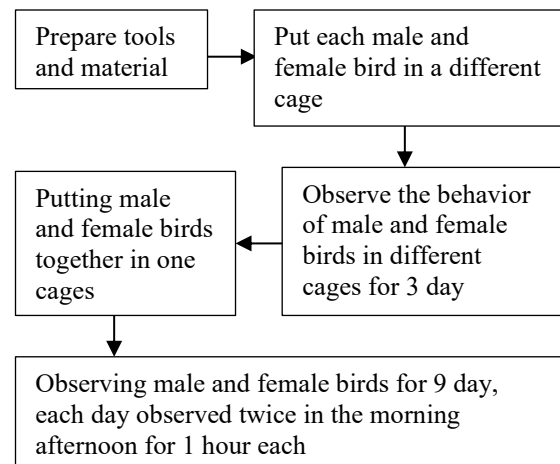 Prepare tools
and material
Put each male and
female bird in a different
cage
Observe the behavior
of male and female
birds in different
cages for 3 day
Putting male
and female birds
together in one
cages
Observing male and female birds for 9 day,
each day observed twice in the morning
afternoon for 1 hour each